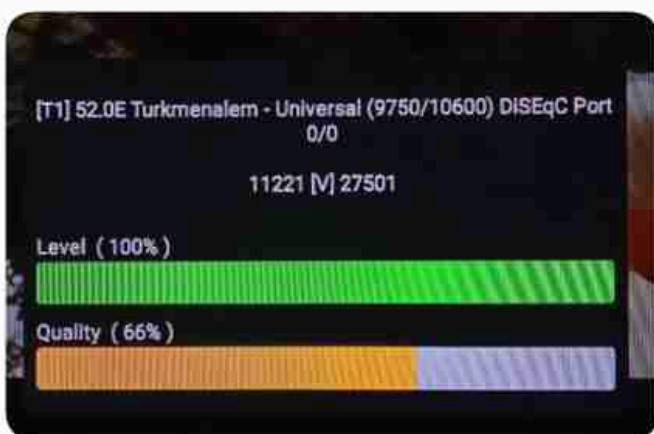 [T1] 52.0E Turkmenalem - Universal (9750/10600) DiSEqC Port
0/0
11221 [V] 27501
Level ( 100% )
Quality ( 66% )